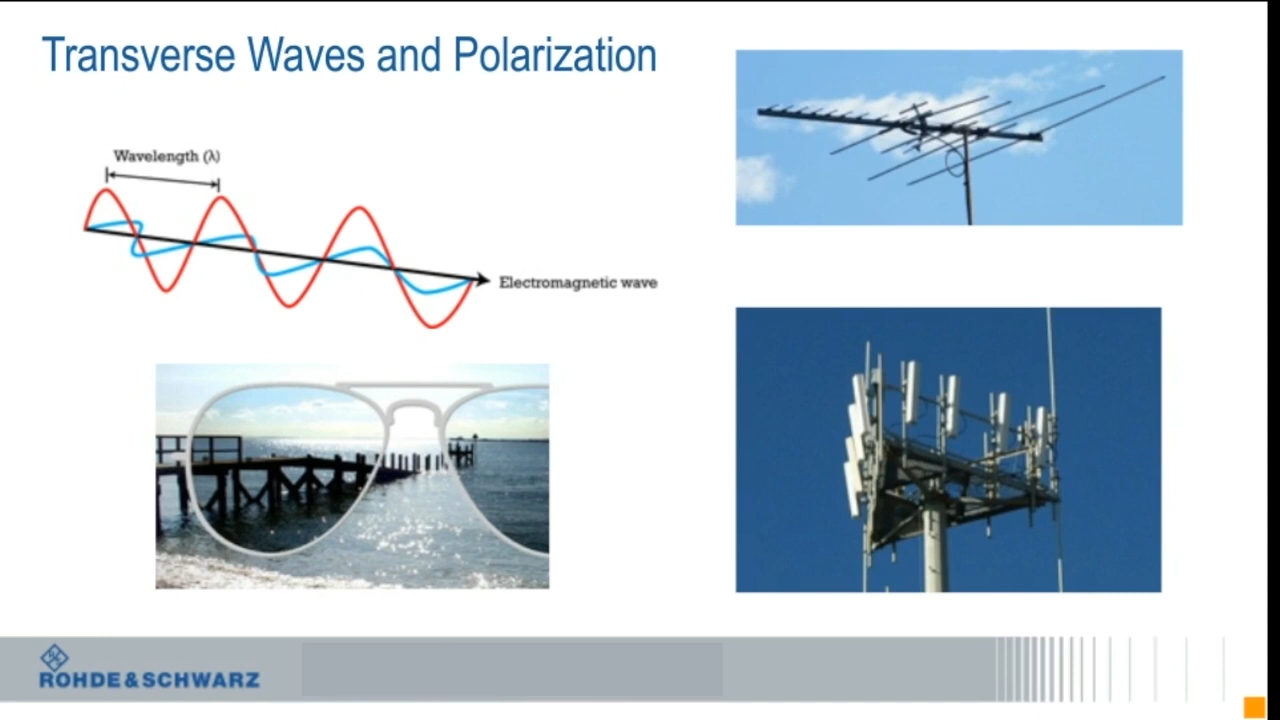 Transverse Waves and Polarization
Wavelength (λ)
Electromagnetic wave
ROHDE & SCHWARZ